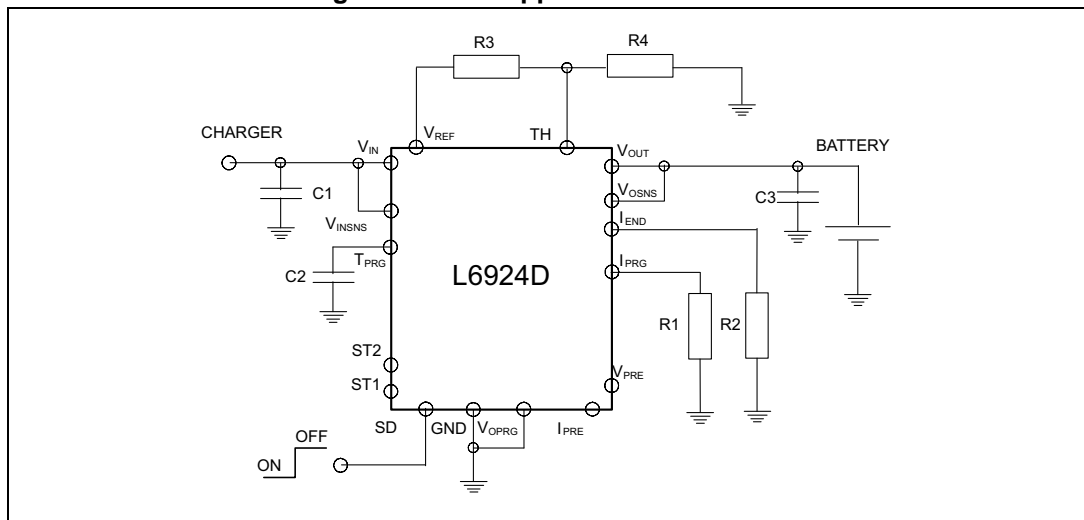 R3
R4
CHARGER
VIN
VREF
TH
VOUT
BATTERY
C1
VOSNS
C3
VINSNS
IEND
TPRG
IPRG
C2
L6924D
R1
R2
ST2
VPRE
ST1
SD
GND
VOPRG
IPRE
OFF
ON